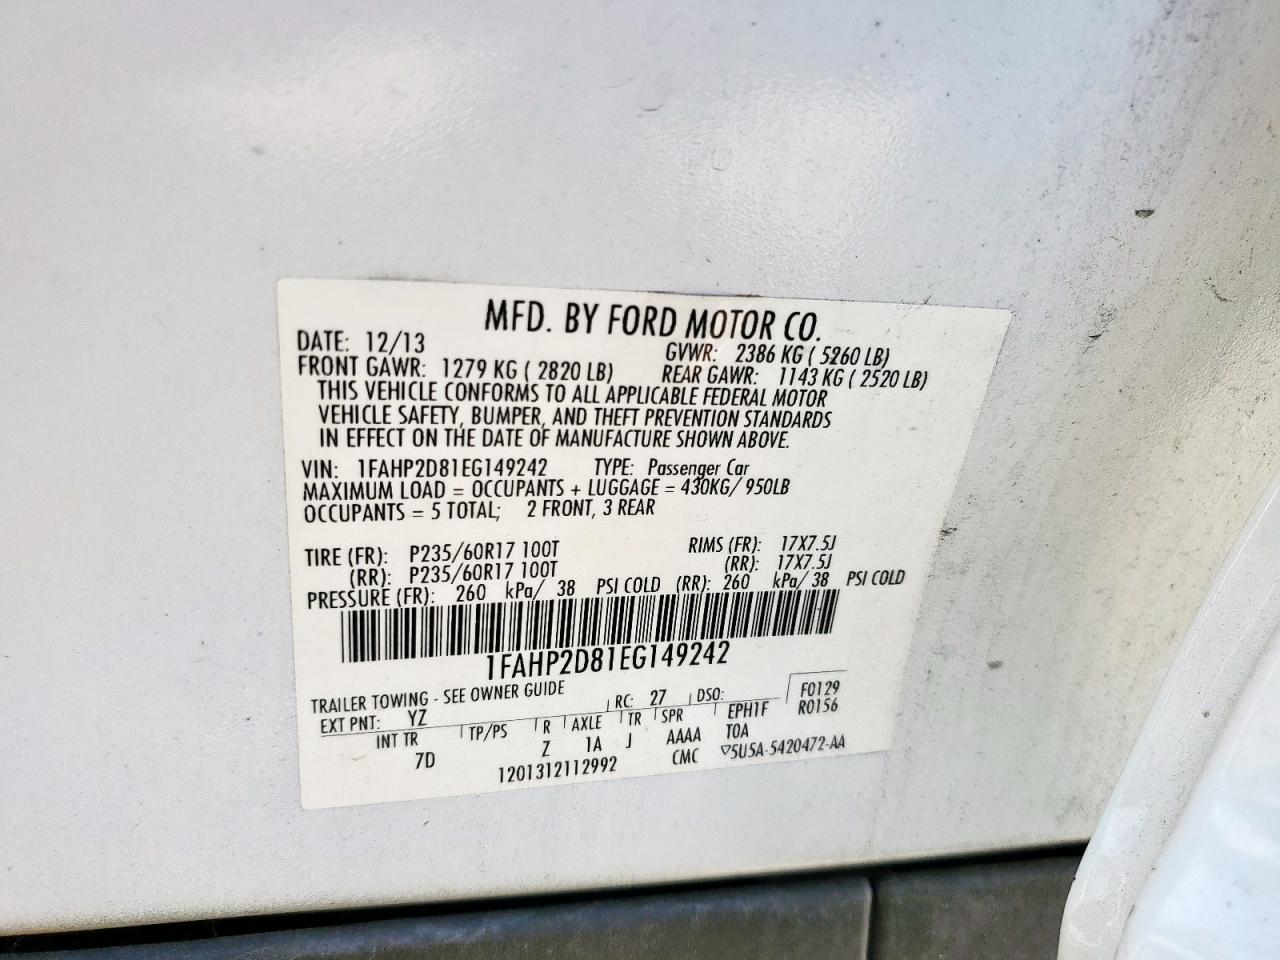 MFD. BY FORD MOTOR CO.
DATE: 12/13 GVWR: 2386 KG ( 5260 LB)
FRONT GAWR: 1279 KG ( 2820 LB) REAR GAWR: 1143 KG ( 2520 LB)
THIS VEHICLE CONFORMS TO ALL APPLICABLE FEDERAL MOTOR
VEHICLE SAFETY, BUMPER, AND THEFT PREVENTION STANDARDS
IN EFFECT ON THE DATE OF MANUFACTURE SHOWN ABOVE.
VIN: 1FAHP2D81EG149242 TYPE: Passenger Car
MAXIMUM LOAD = OCCUPANTS + LUGGAGE = 430KG/ 950LB
OCCUPANTS = 5 TOTAL; 2 FRONT, 3 REAR
TIRE (FR): P235/60R17 100T RIMS (FR): 17X7.5J
(RR): P235/60R17 100T (RR): 17X7.5J
PRESSURE (FR): 260 kPa/ 38 PSI COLD (RR): 260 kPa/ 38 PSI COLD
1FAHP2D81EG149242
TRAILER TOWING - SEE OWNER GUIDE
EXT PNT: YZ RC: 27 DSO: F0129
INT TR TP/PS R AXLE TR SPR EPH1F R0156
7D Z 1A J AAAA T0A
1201312112992 CMC ▽5U5A-5420472-AA